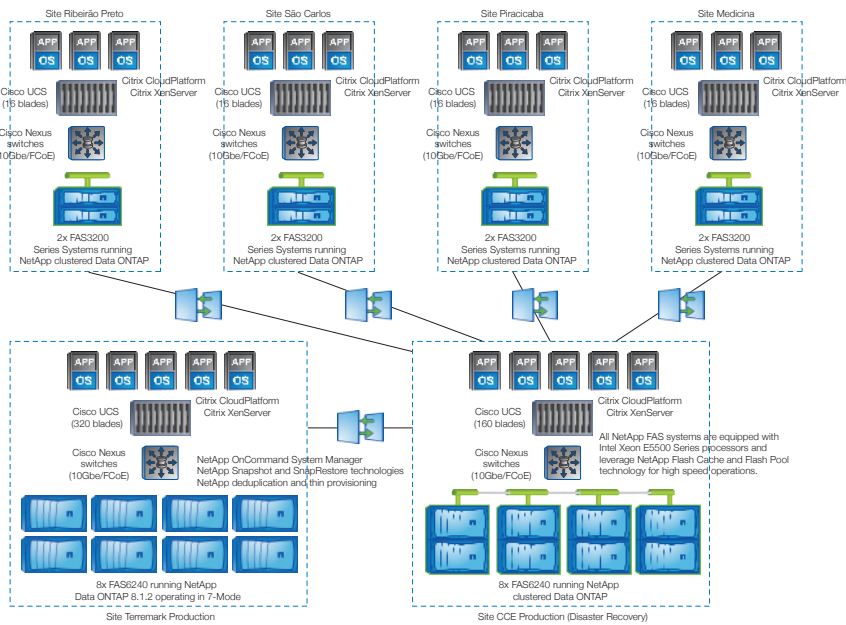 Site Ribeirão Preto
APP APP APP
OS OS OS
Citrix CloudPlatform
Citrix XenServer
Cisco UCS
(16 blades)
Cisco Nexus
switches
(10Gbe/FCoE)
2x FAS3200
Series Systems running
NetApp clustered Data ONTAP
Site São Carlos
APP APP APP
OS OS OS
Citrix CloudPlatform
Citrix XenServer
Cisco UCS
(16 blades)
Cisco Nexus
switches
(10Gbe/FCoE)
2x FAS3200
Series Systems running
NetApp clustered Data ONTAP
Site Piracicaba
APP APP APP
OS OS OS
Citrix CloudPlatform
Citrix XenServer
Cisco UCS
(16 blades)
Cisco Nexus
switches
(10Gbe/FCoE)
2x FAS3200
Series Systems running
NetApp clustered Data ONTAP
Site Medicina
APP APP APP
OS OS OS
Citrix CloudPlatform
Citrix XenServer
Cisco UCS
(16 blades)
Cisco Nexus
switches
(10Gbe/FCoE)
2x FAS3200
Series Systems running
NetApp clustered Data ONTAP
APP APP APP APP APP
OS OS OS OS OS
Citrix CloudPlatform
Citrix XenServer
Cisco UCS
(320 blades)
Cisco Nexus
switches
(10Gbe/FCoE)
NetApp OnCommand System Manager
NetApp Snapshot and SnapRestore technologies
NetApp deduplication and thin provisioning
8x FAS6240 running NetApp
Data ONTAP 8.1.2 operating in 7-Mode
Site Terremark Production
APP APP APP APP APP
OS OS OS OS OS
Citrix CloudPlatform
Citrix XenServer
Cisco UCS
(160 blades)
Cisco Nexus
switches
(10Gbe/FCoE)
All NetApp FAS systems are equipped with
Intel Xeon E5500 Series processors and
leverage NetApp Flash Cache and Flash Pool
technology for high speed operations.
8x FAS6240 running NetApp
clustered Data ONTAP
Site CCE Production (Disaster Recovery)